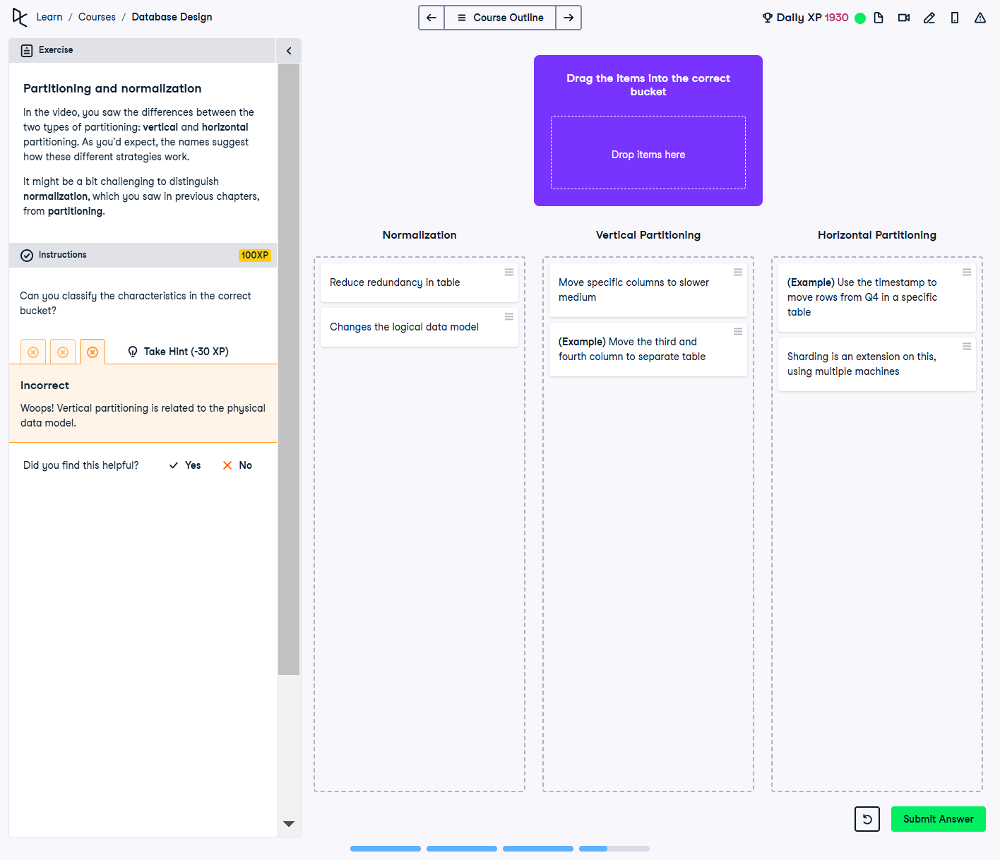 Learn / Courses / Database Design
Course Outline
Daily XP 1930
Exercise
Partitioning and normalization
In the video, you saw the differences between the
two types of partitioning: vertical and horizontal
partitioning. As you'd expect, the names suggest
how these different strategies work.
It might be a bit challenging to distinguish
normalization, which you saw in previous chapters,
from partitioning.
Instructions
100XP
Can you classify the characteristics in the correct
bucket?
Take Hint (-30 XP)
Incorrect
Woops! Vertical partitioning is related to the physical
data model.
Did you find this helpful?
Yes
No
Drag the items into the correct
bucket
Drop items here
Normalization
Reduce redundancy in table
Changes the logical data model
Vertical Partitioning
Move specific columns to slower
medium
(Example) Move the third and
fourth column to separate table
Horizontal Partitioning
(Example) Use the timestamp to
move rows from Q4 in a specific
table
Sharding is an extension on this,
using multiple machines
Submit Answer